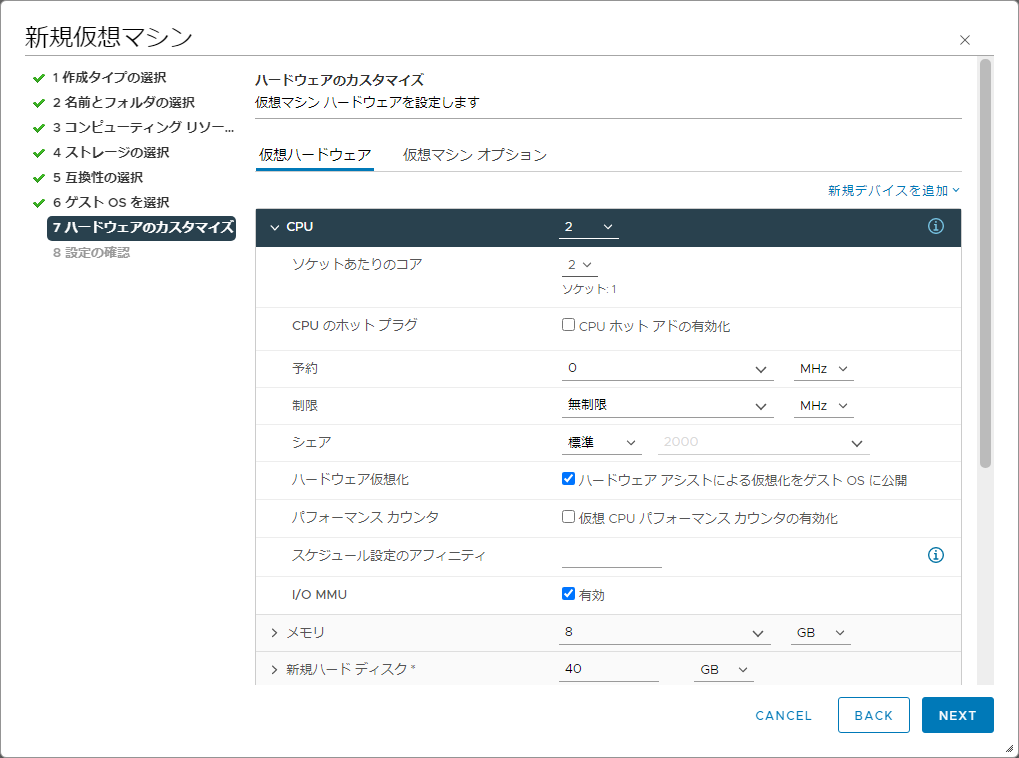 新規仮想マシン
1 作成タイプの選択
2 名前とフォルダの選択
3 コンピューティング リソー...
4 ストレージの選択
5 互換性の選択
6 ゲスト OS を選択
7 ハードウェアのカスタマイズ
8 設定の確認
ハードウェアのカスタマイズ
仮想マシン ハードウェアを設定します
仮想ハードウェア 仮想マシン オプション
新規デバイスを追加
CPU 2
ソケットあたりのコア 2
ソケット: 1
CPU のホット プラグ CPU ホット アドの有効化
予約 0 MHz
制限 無制限 MHz
シェア 標準 2000
ハードウェア仮想化 ハードウェア アシストによる仮想化をゲスト OS に公開
パフォーマンス カウンタ 仮想 CPU パフォーマンス カウンタの有効化
スケジュール設定のアフィニティ
I/O MMU 有効
メモリ 8 GB
新規ハード ディスク * 40 GB
CANCEL BACK NEXT